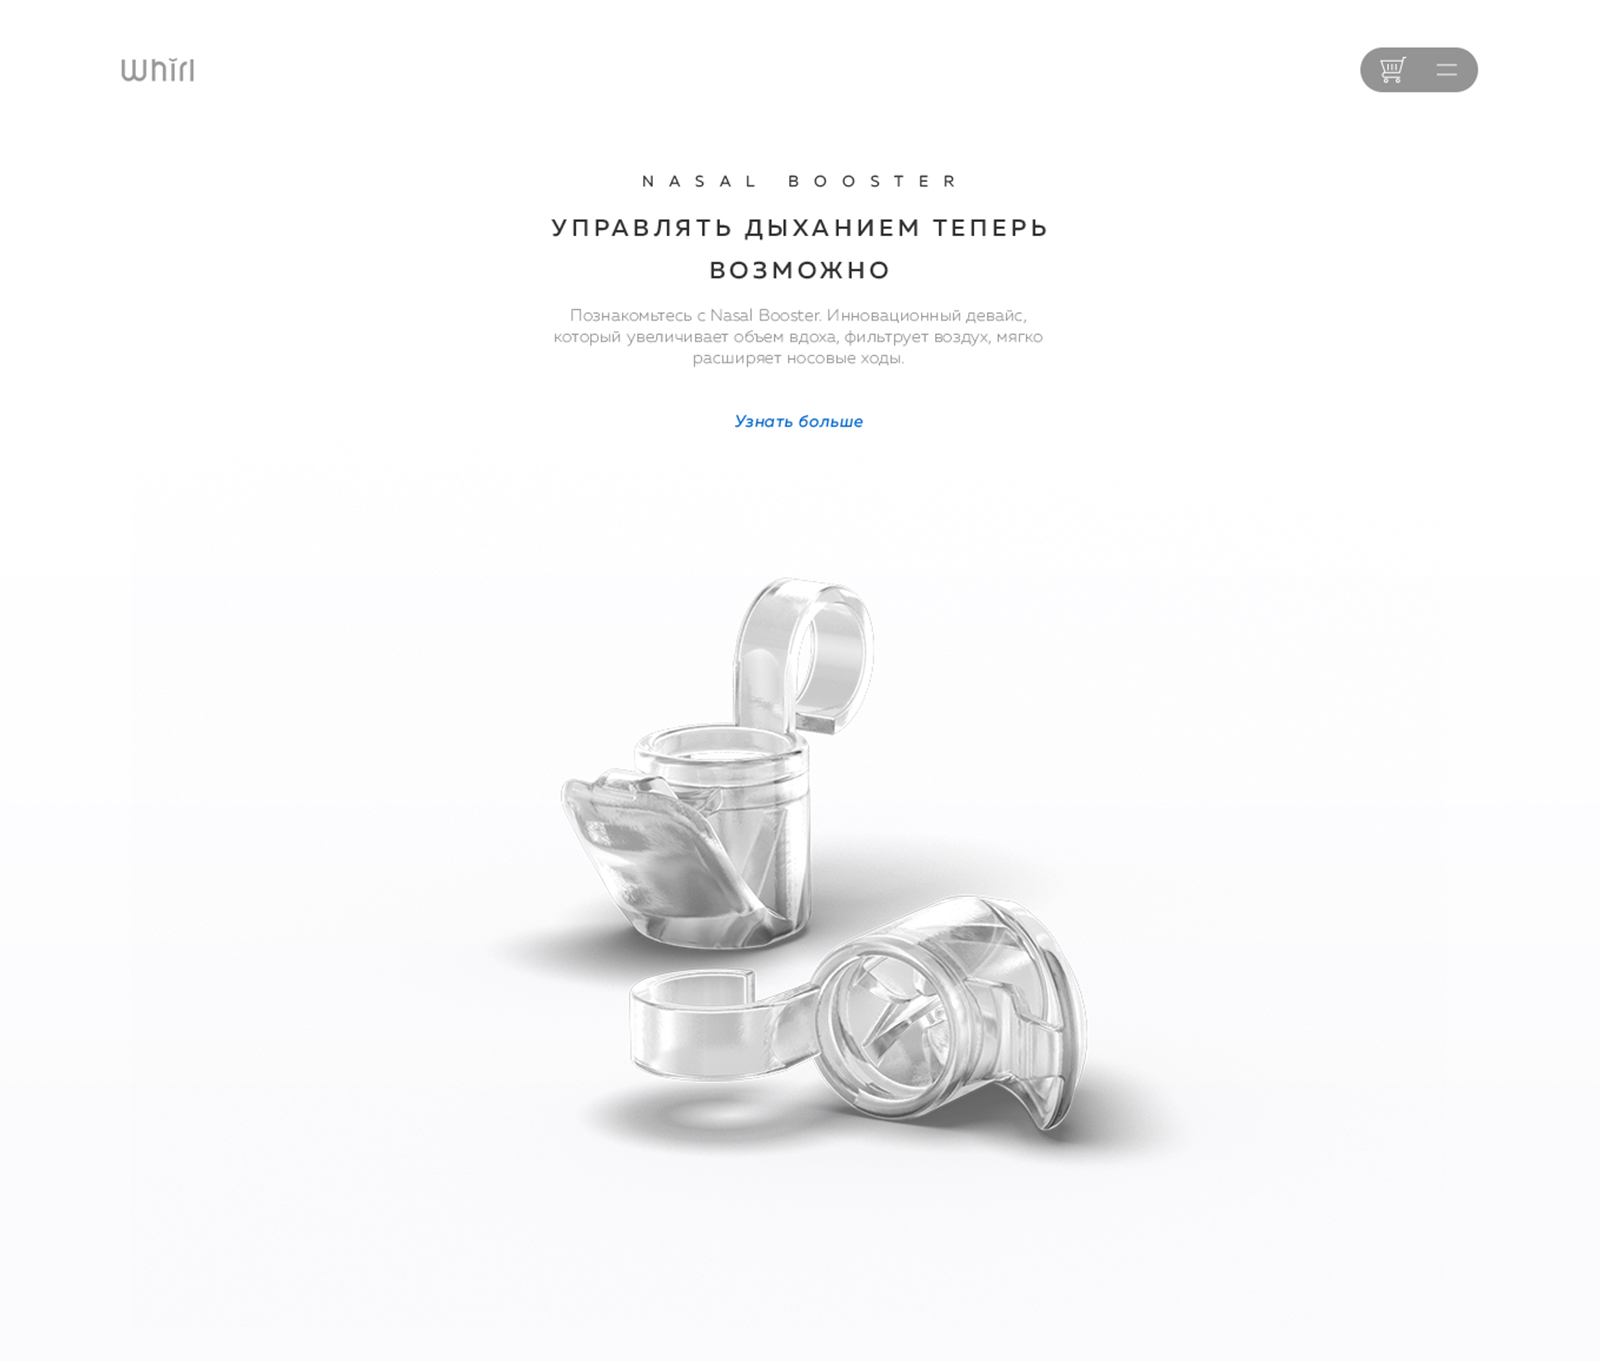 Whirl
NASAL BOOSTER
УПРАВЛЯТЬ ДЫХАНИЕМ ТЕПЕРЬ
ВОЗМОЖНО
Познакомьтесь с Nasal Booster. Инновационный девайс,
который увеличивает объем вдоха, фильтрует воздух, мягко
расширяет носовые ходы.
Узнать больше